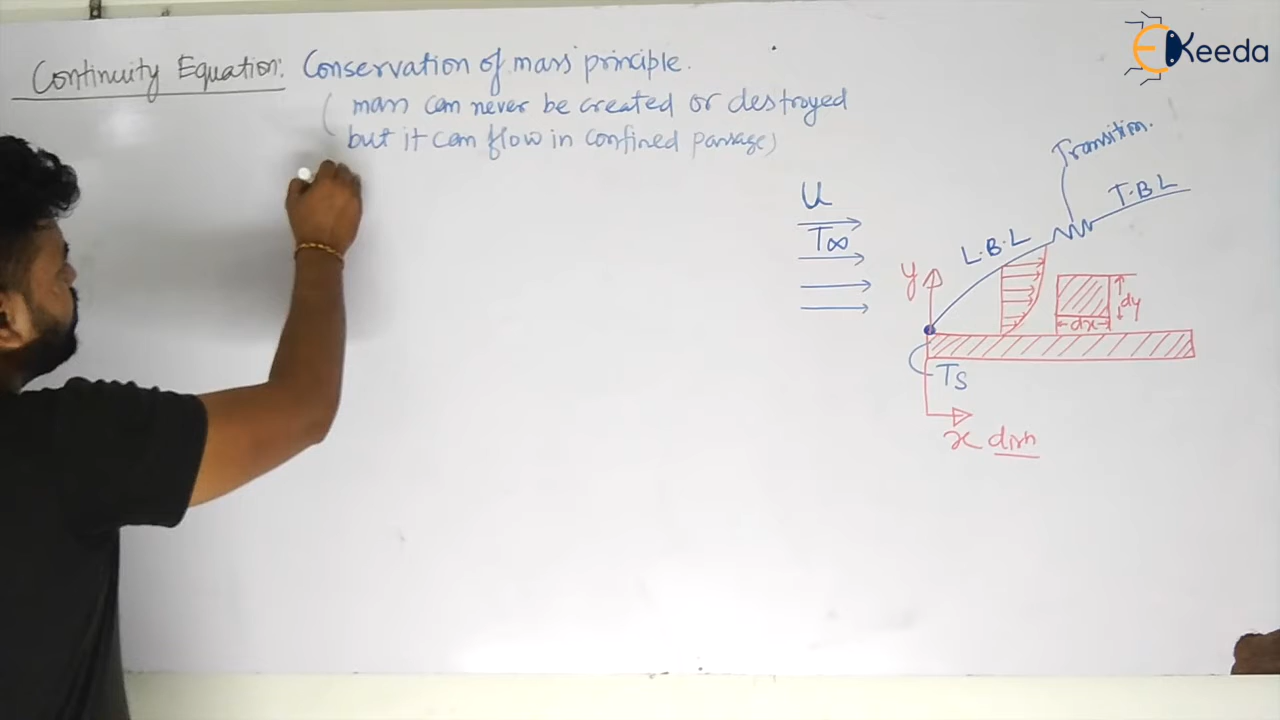 Continuity Equation: Conservation of mass principle.
( mass can never be created or destroyed
but it can flow in confined passage)
EKeeda
Transition.
U
T∞
L.B.L
T.B.L
y
dy
dx
Ts
x dirn